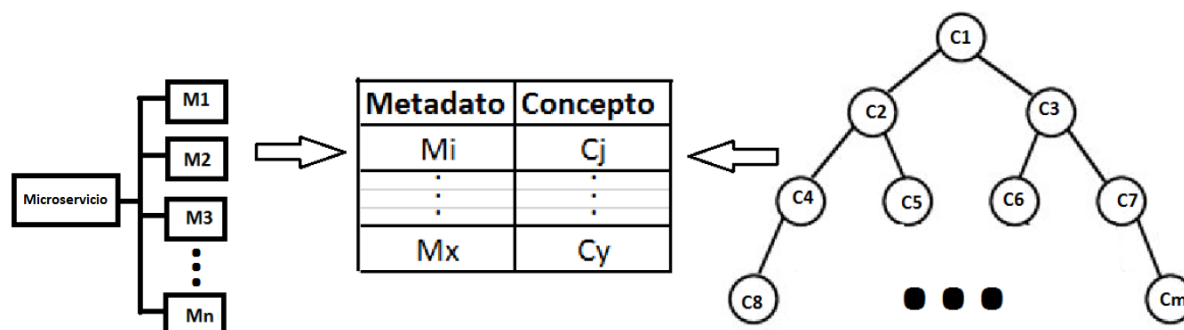 Microservicio
M1
M2
M3
Mn
Metadato Concepto
Mi Cj
Mx Cy
C1
C2 C3
C4 C5 C6 C7
C8 Cm